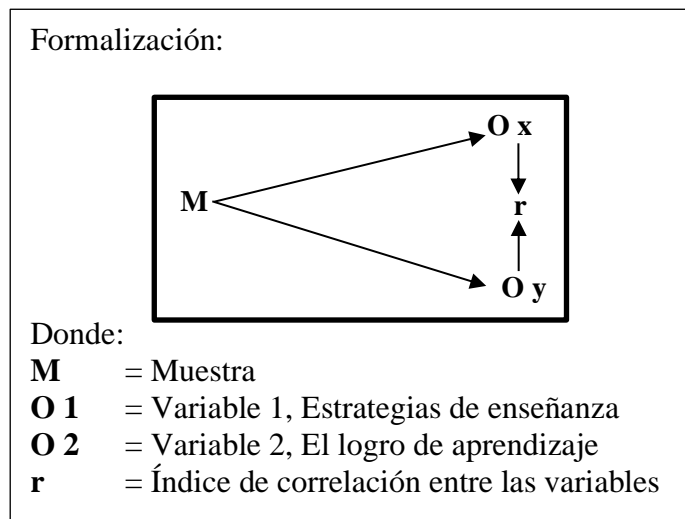 Formalización:
O x
M
r
O y
Donde:
M = Muestra
O 1 = Variable 1, Estrategias de enseñanza
O 2 = Variable 2, El logro de aprendizaje
r = Índice de correlación entre las variables